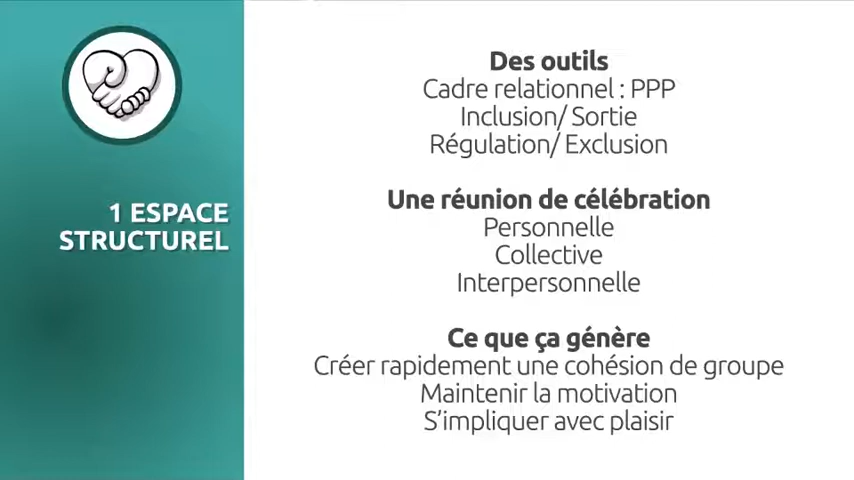 1 ESPACE
STRUCTUREL
Des outils
Cadre relationnel : PPP
Inclusion/ Sortie
Régulation/ Exclusion
Une réunion de célébration
Personnelle
Collective
Interpersonnelle
Ce que ça génère
Créer rapidement une cohésion de groupe
Maintenir la motivation
S’impliquer avec plaisir